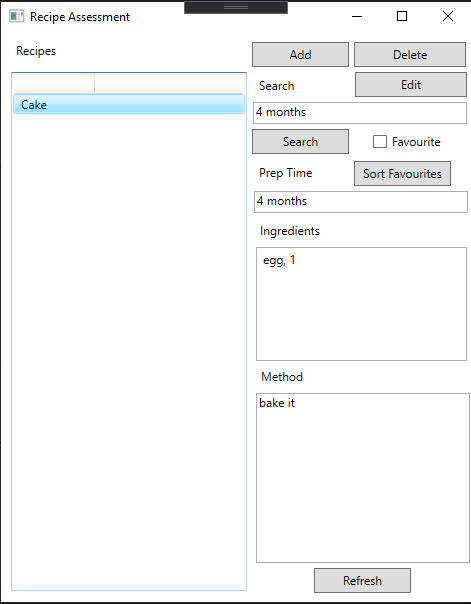 Recipe Assessment
Recipes
Add
Delete
Search
Edit
Cake
4 months
Search
Favourite
Prep Time
Sort Favourites
4 months
Ingredients
egg, 1
Method
bake it
Refresh